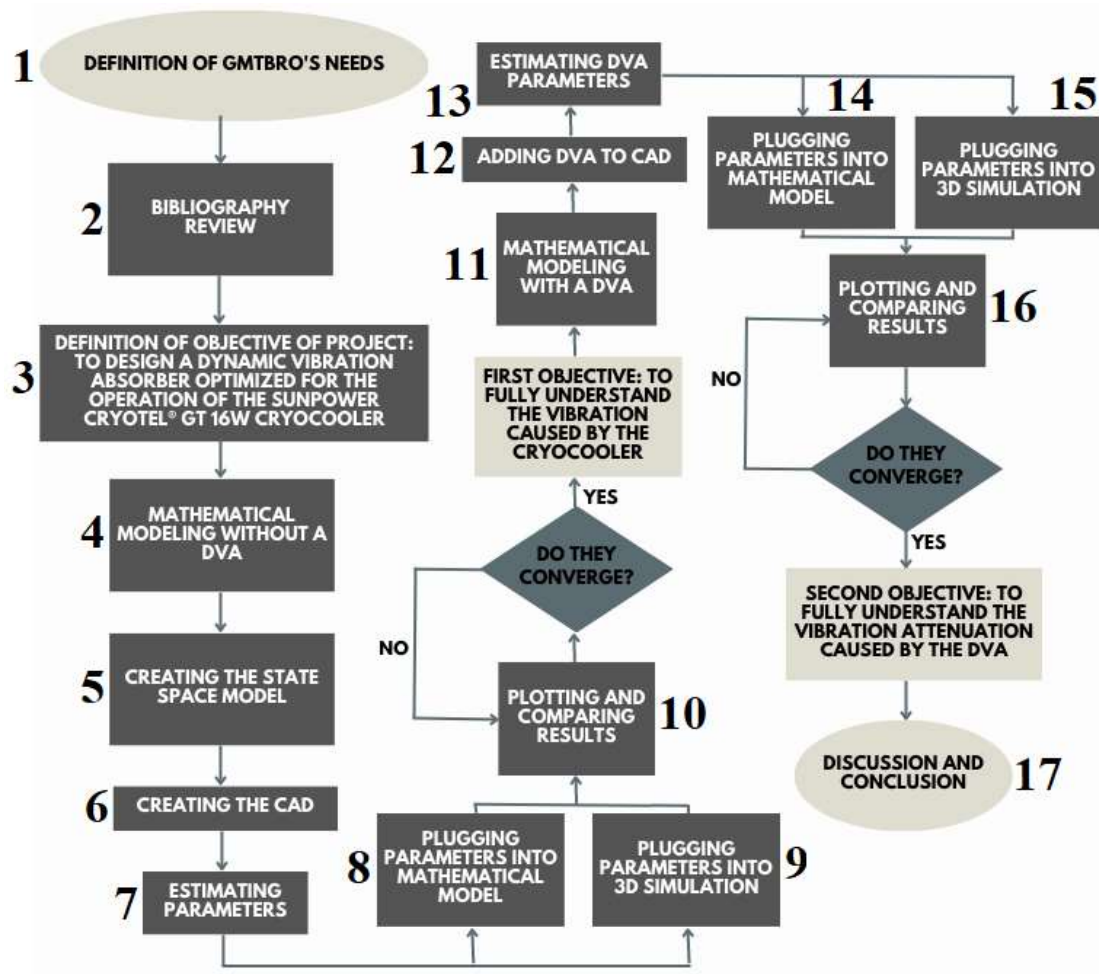 1
DEFINITION OF GMTBRO'S NEEDS
2
BIBLIOGRAPHY
REVIEW
3
DEFINITION OF OBJECTIVE OF PROJECT:
TO DESIGN A DYNAMIC VIBRATION
ABSORBER OPTIMIZED FOR THE
OPERATION OF THE SUNPOWER
CRYOTEL® GT 16W CRYOCOOLER
4
MATHEMATICAL
MODELING WITHOUT A
DVA
5
CREATING THE STATE
SPACE MODEL
6
CREATING THE CAD
7
ESTIMATING
PARAMETERS
8
PLUGGING
PARAMETERS INTO
MATHEMATICAL
MODEL
9
PLUGGING
PARAMETERS INTO
3D SIMULATION
10
PLOTTING AND
COMPARING
RESULTS
NO
DO THEY
CONVERGE?
YES
FIRST OBJECTIVE: TO
FULLY UNDERSTAND
THE VIBRATION
CAUSED BY THE
CRYOCOOLER
11
MATHEMATICAL
MODELING
WITH A DVA
12
ADDING DVA TO CAD
13
ESTIMATING DVA
PARAMETERS
14
PLUGGING
PARAMETERS INTO
MATHEMATICAL
MODEL
15
PLUGGING
PARAMETERS INTO
3D SIMULATION
16
PLOTTING AND
COMPARING
RESULTS
NO
DO THEY
CONVERGE?
YES
SECOND OBJECTIVE: TO
FULLY UNDERSTAND THE
VIBRATION ATTENUATION
CAUSED BY THE DVA
17
DISCUSSION AND
CONCLUSION